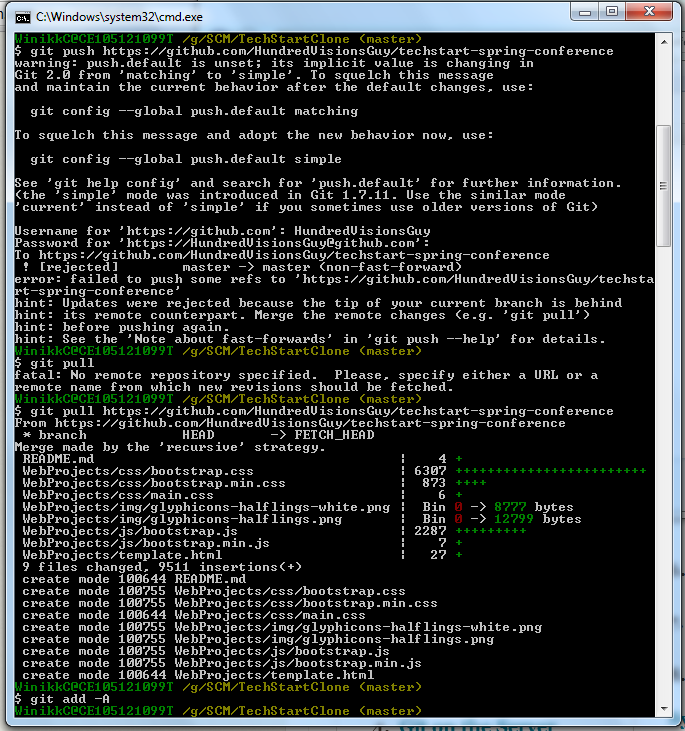 C:\Windows\system32\cmd.exe
WinikkC@CE105121099T /g/SCM/TechStartClone (master)
$ git push https://github.com/HundredVisionsGuy/techstart-spring-conference
warning: push.default is unset; its implicit value is changing in
Git 2.0 from 'matching' to 'simple'. To squelch this message
and maintain the current behavior after the default changes, use:
git config --global push.default matching
To squelch this message and adopt the new behavior now, use:
git config --global push.default simple
See 'git help config' and search for 'push.default' for further information.
(the 'simple' mode was introduced in Git 1.7.11. Use the similar mode
'current' instead of 'simple' if you sometimes use older versions of Git)
Username for 'https://github.com': HundredVisionsGuy
Password for 'https://HundredVisionsGuy@github.com':
To https://github.com/HundredVisionsGuy/techstart-spring-conference
! [rejected]        master -> master (non-fast-forward)
error: failed to push some refs to 'https://github.com/HundredVisionsGuy/techsta
rt-spring-conference'
hint: Updates were rejected because the tip of your current branch is behind
hint: its remote counterpart. Merge the remote changes (e.g. 'git pull')
hint: before pushing again.
hint: See the 'Note about fast-forwards' in 'git push --help' for details.
WinikkC@CE105121099T /g/SCM/TechStartClone (master)
$ git pull
fatal: No remote repository specified.  Please, specify either a URL or a
remote name from which new revisions should be fetched.
WinikkC@CE105121099T /g/SCM/TechStartClone (master)
$ git pull https://github.com/HundredVisionsGuy/techstart-spring-conference
From https://github.com/HundredVisionsGuy/techstart-spring-conference
* branch            HEAD       -> FETCH_HEAD
Merge made by the 'recursive' strategy.
README.md                                        |    4 +
WebProjects/css/bootstrap.css                    | 6307 ++++++++++++++++++++++++
WebProjects/css/bootstrap.min.css                |  873 ++++
WebProjects/css/main.css                         |    6 +
WebProjects/img/glyphicons-halflings-white.png |  Bin 0 -> 8777 bytes
WebProjects/img/glyphicons-halflings.png         |  Bin 0 -> 12799 bytes
WebProjects/js/bootstrap.js                      | 2287 +++++++++
WebProjects/js/bootstrap.min.js                  |    7 +
WebProjects/template.html                        |   27 +
9 files changed, 9511 insertions(+)
create mode 100644 README.md
create mode 100755 WebProjects/css/bootstrap.css
create mode 100755 WebProjects/css/bootstrap.min.css
create mode 100644 WebProjects/css/main.css
create mode 100755 WebProjects/img/glyphicons-halflings-white.png
create mode 100755 WebProjects/img/glyphicons-halflings.png
create mode 100755 WebProjects/js/bootstrap.js
create mode 100755 WebProjects/js/bootstrap.min.js
create mode 100644 WebProjects/template.html
WinikkC@CE105121099T /g/SCM/TechStartClone (master)
$ git add -A
WinikkC@CE105121099T /g/SCM/TechStartClone (master)